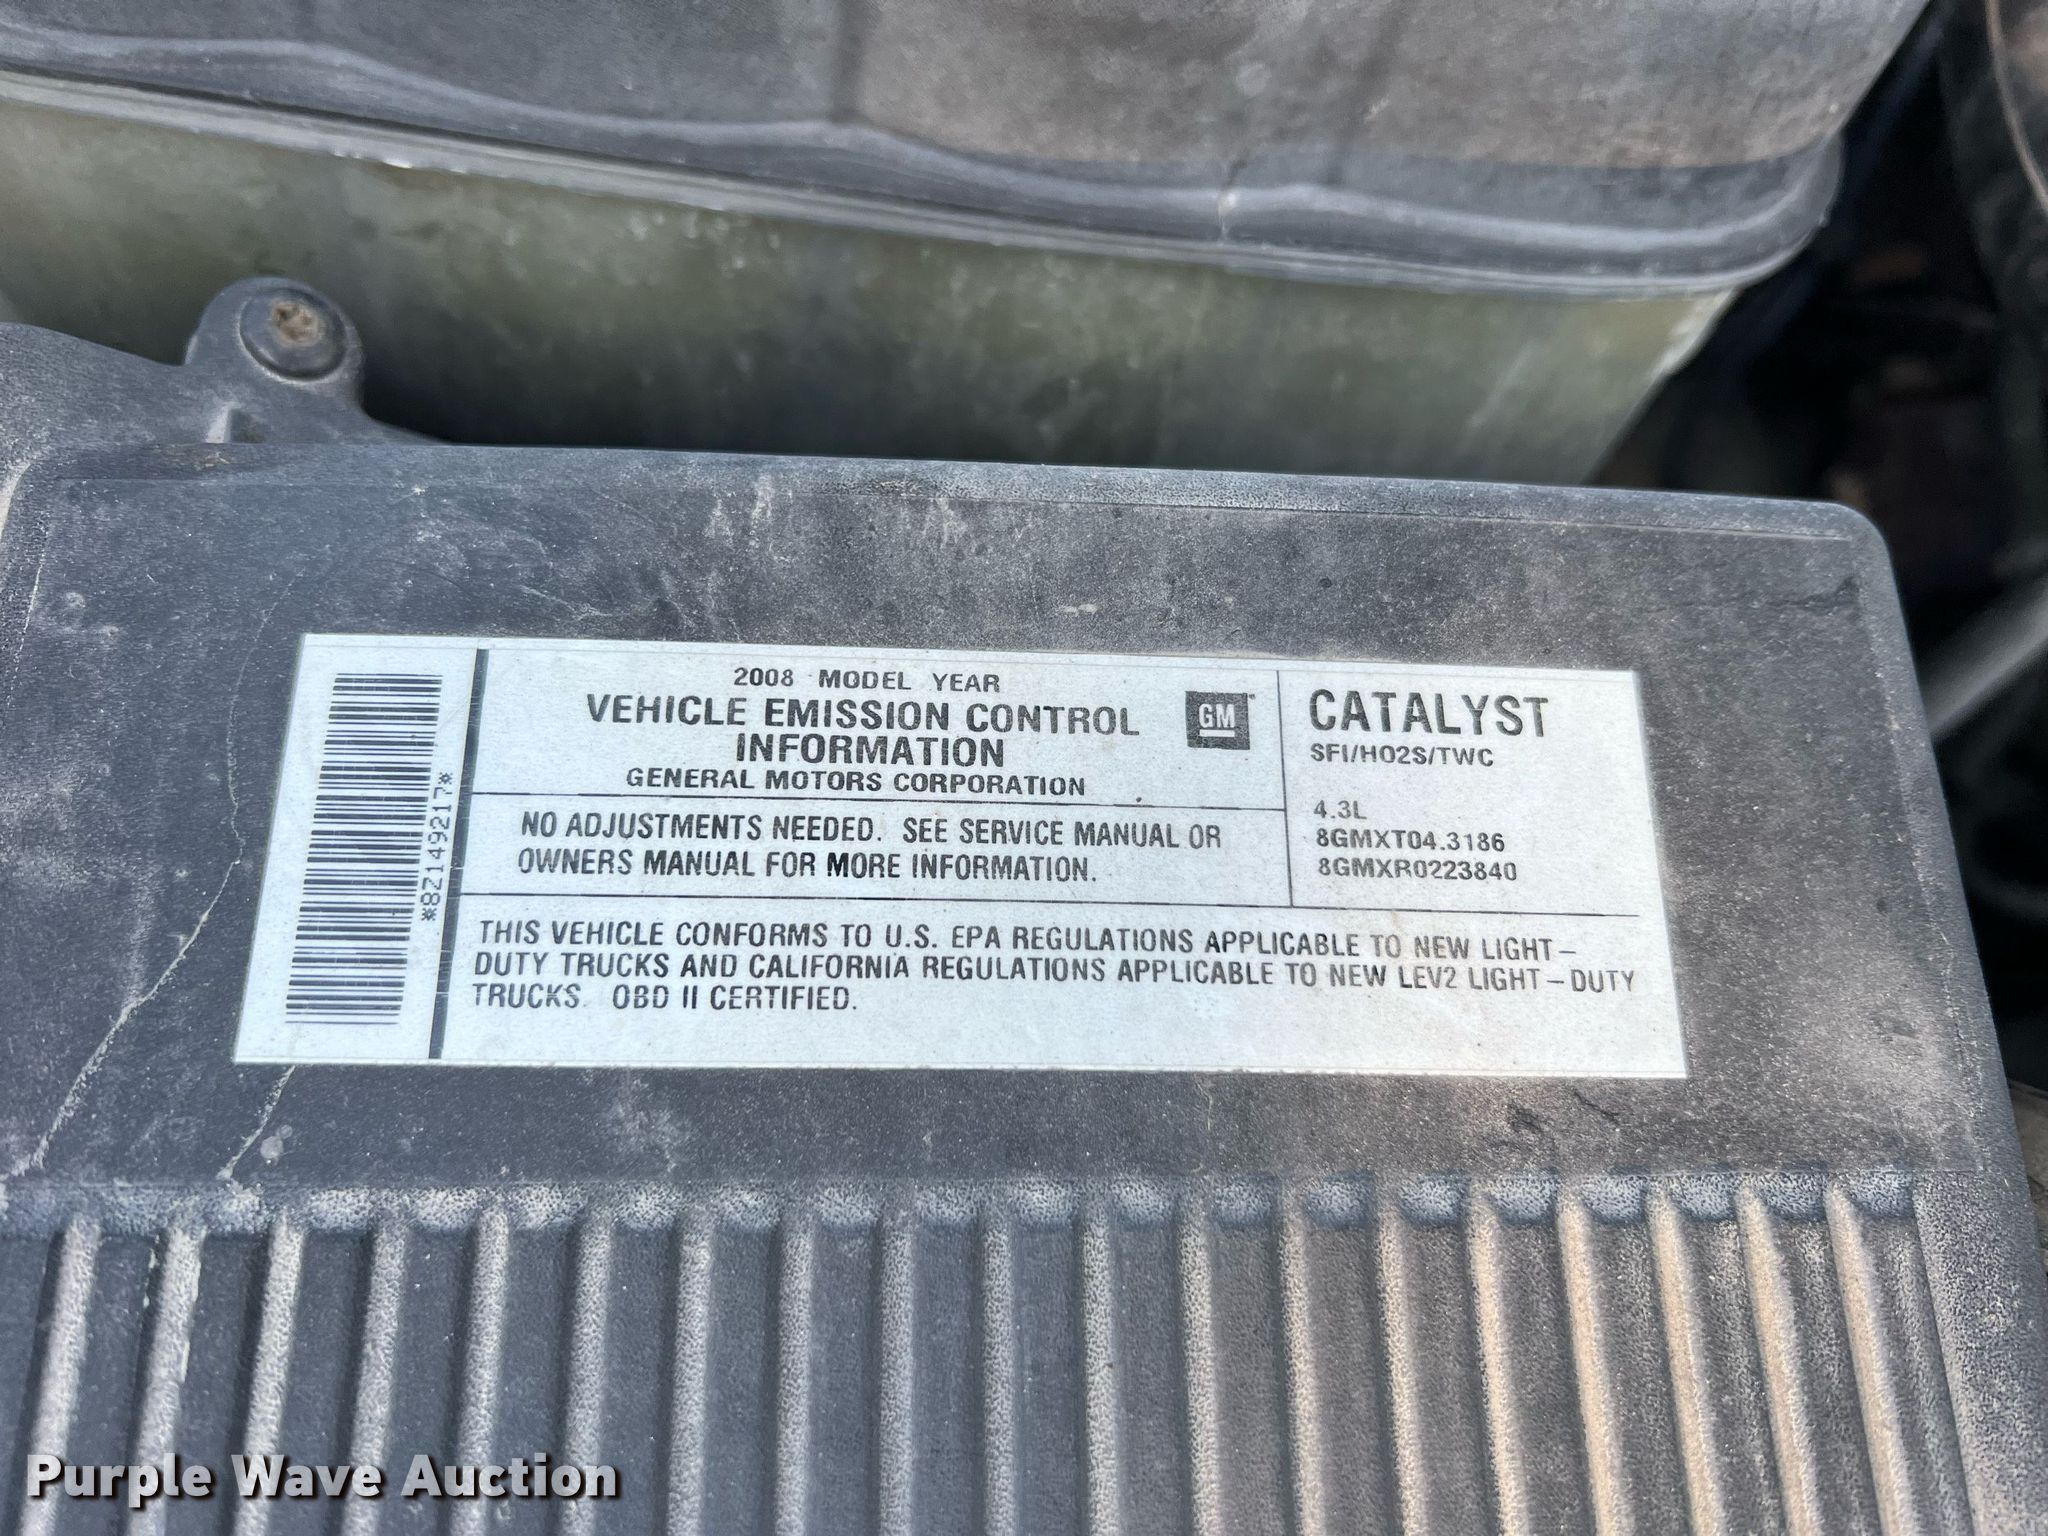 *8Z149217*
2008 MODEL YEAR
VEHICLE EMISSION CONTROL
INFORMATION
GENERAL MOTORS CORPORATION
GM
NO ADJUSTMENTS NEEDED. SEE SERVICE MANUAL OR
OWNERS MANUAL FOR MORE INFORMATION.
CATALYST
SFI/HO2S/TWC
4.3L
8GMXT04.3186
8GMXR0223840
THIS VEHICLE CONFORMS TO U.S. EPA REGULATIONS APPLICABLE TO NEW LIGHT-
DUTY TRUCKS AND CALIFORNIA REGULATIONS APPLICABLE TO NEW LEV2 LIGHT-DUTY
TRUCKS. OBD II CERTIFIED.
Purple Wave Auction